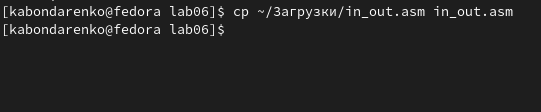 [kabondarenko@fedora lab06]$ cp ~/Загрузки/in_out.asm in_out.asm
[kabondarenko@fedora lab06]$